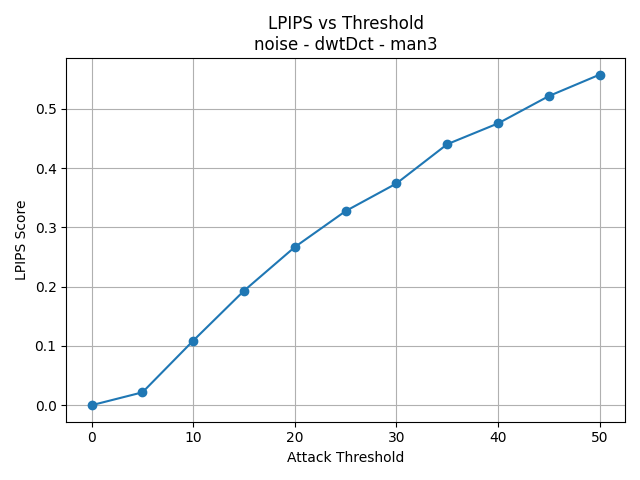 LPIPS vs Threshold
noise - dwtDct - man3
LPIPS Score
0.5
0.4
0.3
0.2
0.1
0.0
0 10 20 30 40 50
Attack Threshold